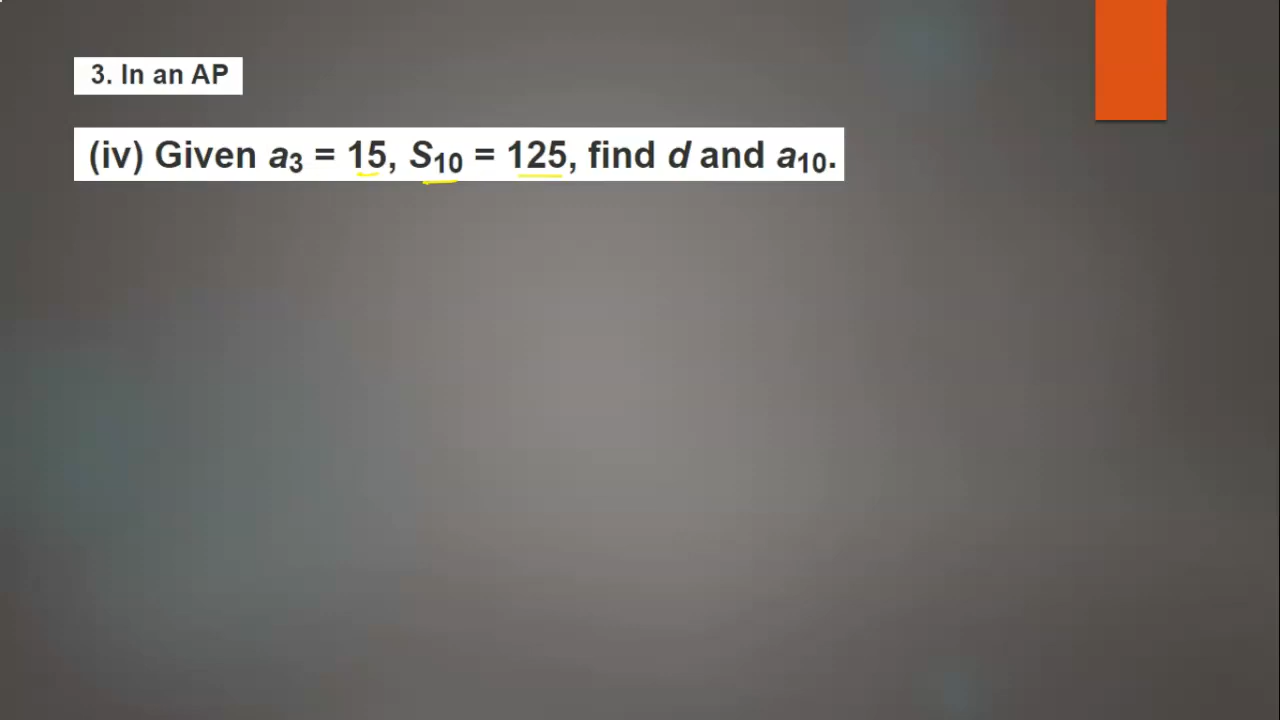 3. In an AP
(iv) Given a₃ = 15, S₁₀ = 125, find d and a₁₀.